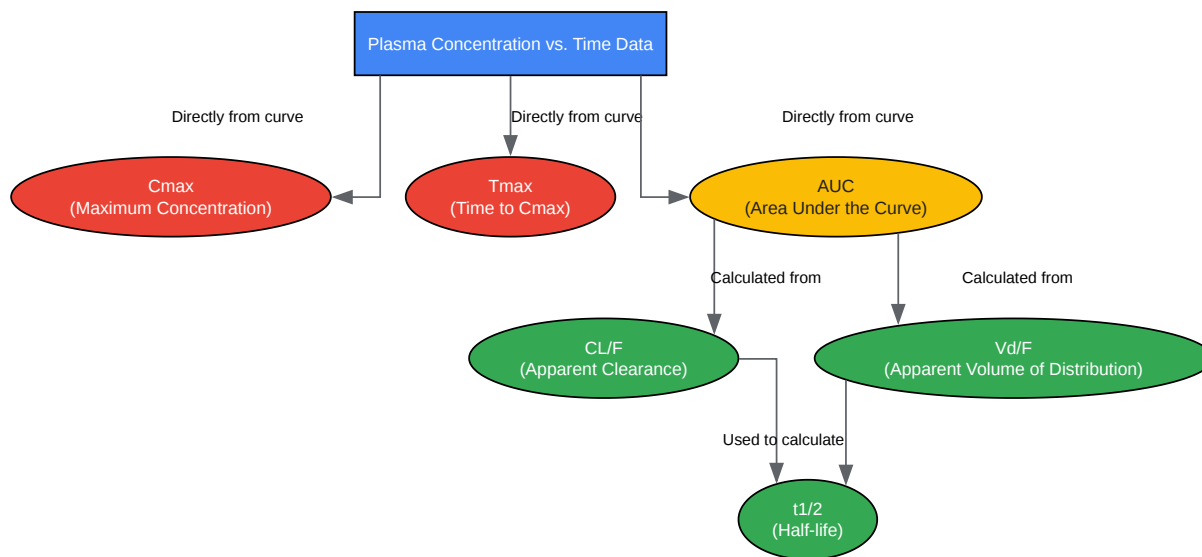 Plasma Concentration vs. Time Data
Directly from curve
Directly from curve
Directly from curve
Cmax
(Maximum Concentration)
Tmax
(Time to Cmax)
AUC
(Area Under the Curve)
Calculated from
Calculated from
CL/F
(Apparent Clearance)
Vd/F
(Apparent Volume of Distribution)
Used to calculate
t1/2
(Half-life)